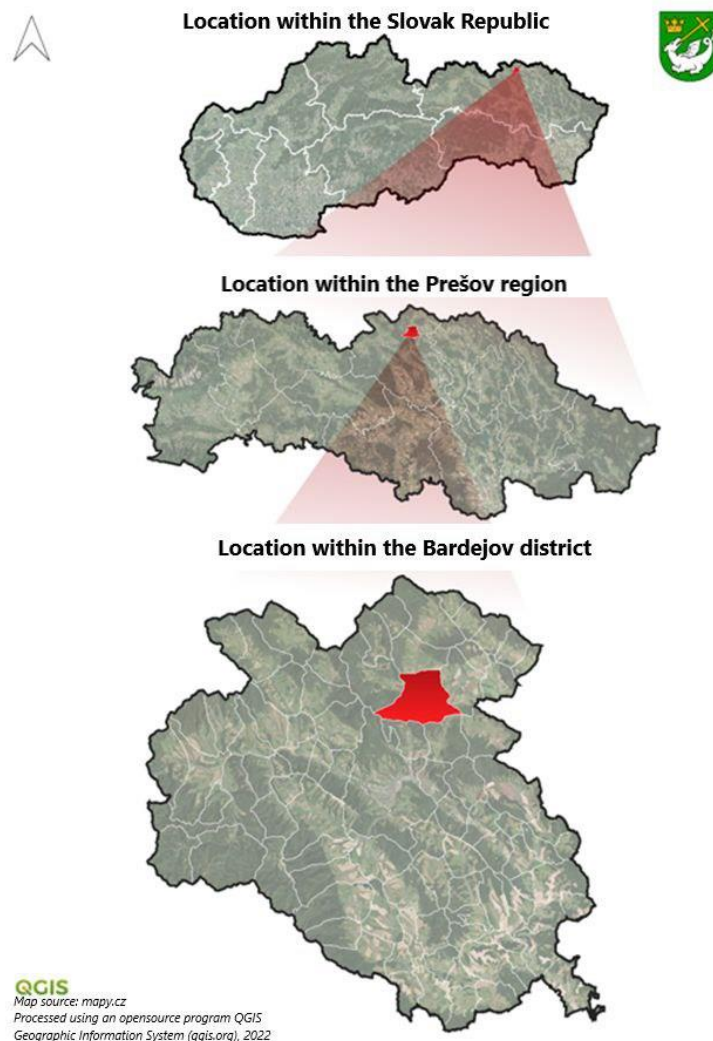 Location within the Slovak Republic
Location within the Prešov region
Location within the Bardejov district
QGIS
Map source: mapy.cz
Processed using an opensource program QGIS
Geographic Information System (qgis.org), 2022